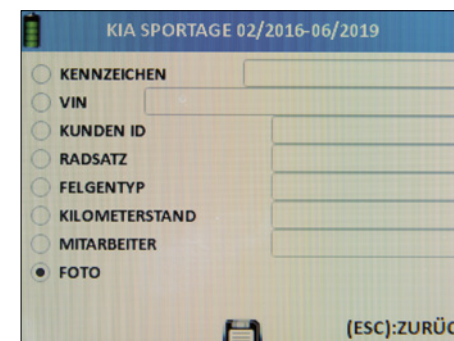 KIA SPORTAGE 02/2016-06/2019
KENNZEICHEN
VIN
KUNDEN ID
RADSATZ
FELGENTYP
KILOMETERSTAND
MITARBEITER
FOTO
(ESC):ZURÜC